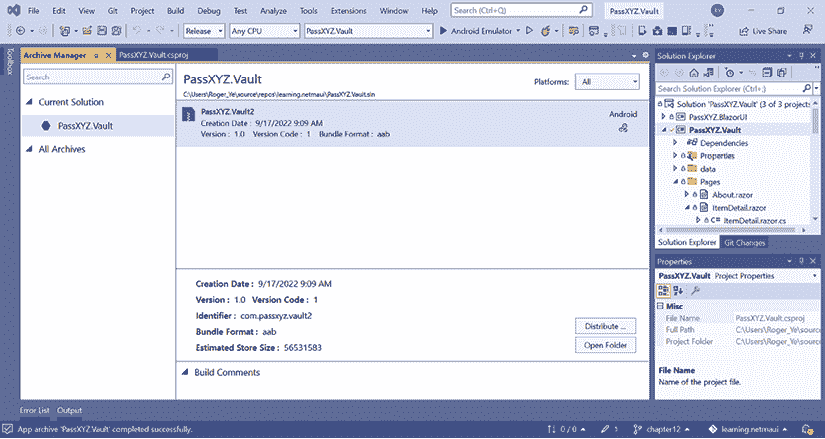 File Edit View Git Project Build Debug Test Analyze Tools Extensions Window Help Search (Ctrl+Q) PassXYZ.Vault
Release Any CPU PassXYZ.Vault Android Emulator Live Share
Toolbox
Archive Manager PassXYZ.Vault.csproj
Search
Current Solution
PassXYZ.Vault
All Archives
PassXYZ.Vault
C:\Users\Roger_Ye\source\repos\learning.netmaui\PassXYZ.Vault.sln
Platforms: All
PassXYZ.Vault2
Creation Date : 9/17/2022 9:09 AM
Version : 1.0 Version Code : 1 Bundle Format : aab
Android
Creation Date : 9/17/2022 9:09 AM
Version : 1.0 Version Code : 1
Identifier : com.passxyz.vault2
Bundle Format : aab
Estimated Store Size : 56531583
Distribute ...
Open Folder
Build Comments
Solution Explorer
Search Solution Explorer (Ctrl+;)
Solution 'PassXYZ.Vault' (3 of 3 projects
PassXYZ.BlazorUI
PassXYZ.Vault
Dependencies
Properties
data
Pages
About.razor
ItemDetail.razor
ItemDetail.razor.cs
Solution Explorer Git Changes
Properties
PassXYZ.Vault Project Properties
Misc
File Name PassXYZ.Vault.csproj
Full Path C:\Users\Roger_Ye\source
Project Folder C:\Users\Roger_Ye\source
File Name
Name of the project file.
Error List Output
App archive 'PassXYZ.Vault' completed successfully. 0 / 0 1 chapter12 learning.netmaui